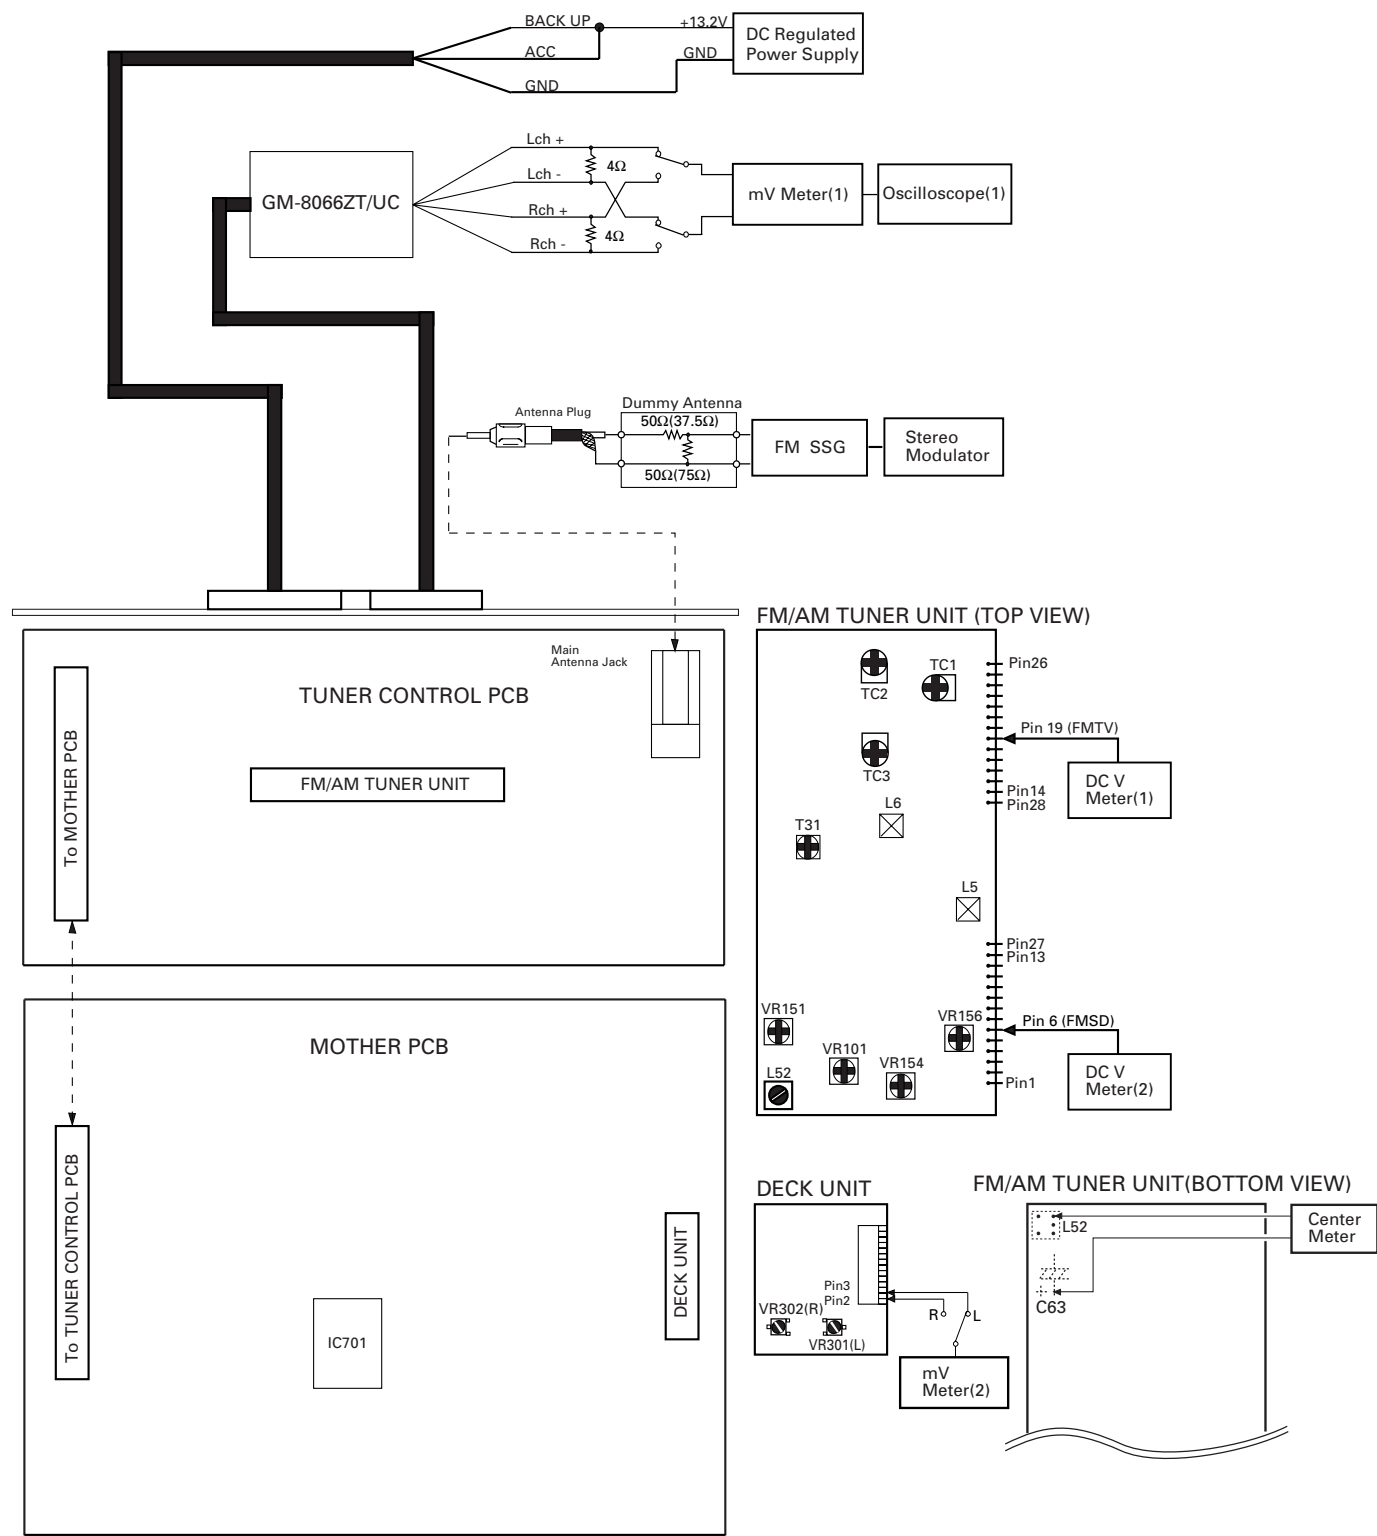 BACK UP
+13.2V
DC Regulated
Power Supply
ACC
GND
GND
Lch +
4Ω
Lch -
GM-8066ZT/UC
mV Meter(1)
Oscilloscope(1)
Rch +
4Ω
Rch -
Dummy Antenna
Antenna Plug
50Ω(37.5Ω)
FM SSG
Stereo
Modulator
50Ω(75Ω)
FM/AM TUNER UNIT (TOP VIEW)
Main
Antenna Jack
TUNER CONTROL PCB
To MOTHER PCB
FM/AM TUNER UNIT
TC2
TC1
Pin26
Pin 19 (FMTV)
TC3
DC V
Meter(1)
Pin14
Pin28
L6
T31
L5
Pin27
Pin13
VR151
VR156
Pin 6 (FMSD)
VR101
VR154
L52
DC V
Meter(2)
Pin1
MOTHER PCB
To TUNER CONTROL PCB
DECK UNIT
IC701
DECK UNIT
Pin3
Pin2
VR302(R)
VR301(L)
R
L
mV
Meter(2)
FM/AM TUNER UNIT(BOTTOM VIEW)
L52
Center
Meter
C63